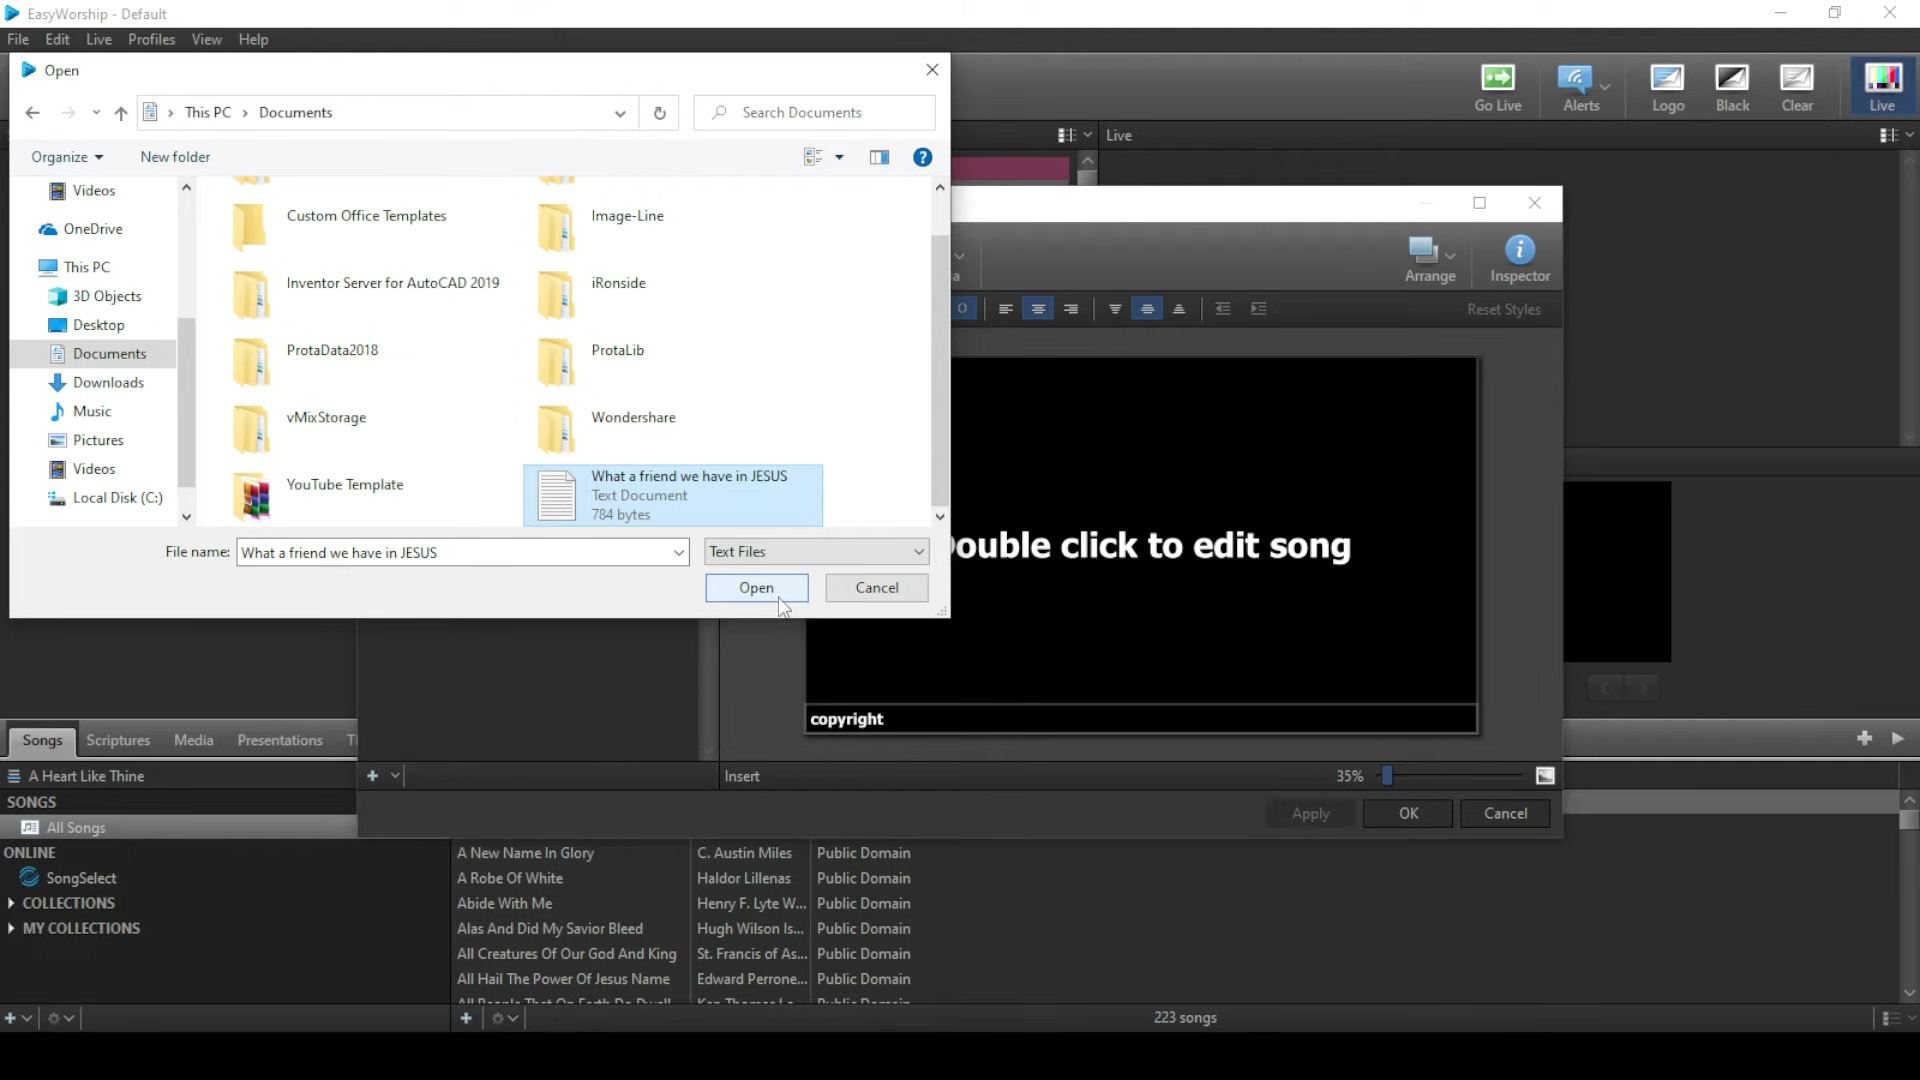 EasyWorship - Default
File Edit Live Profiles View Help
Open
This PC > Documents
Search Documents
Organize
New folder
Go Live
Alerts
Logo
Black
Clear
Live
Live
Videos
OneDrive
This PC
3D Objects
Desktop
Documents
Downloads
Music
Pictures
Videos
Local Disk (C:)
Custom Office Templates
Image-Line
Inventor Server for AutoCAD 2019
iRonside
ProtaData2018
ProtaLib
vMixStorage
Wondershare
YouTube Template
What a friend we have in JESUS
Text Document
784 bytes
File name: What a friend we have in JESUS
Text Files
Open
Cancel
Arrange
Inspector
Reset Styles
ouble click to edit song
copyright
Insert
35%
Apply
OK
Cancel
Songs
Scriptures
Media
Presentations
A Heart Like Thine
SONGS
All Songs
ONLINE
SongSelect
COLLECTIONS
MY COLLECTIONS
A New Name In Glory C. Austin Miles Public Domain
A Robe Of White Haldor Lillenas Public Domain
Abide With Me Henry F. Lyte W... Public Domain
Alas And Did My Savior Bleed Hugh Wilson Is... Public Domain
All Creatures Of Our God And King St. Francis of As... Public Domain
All Hail The Power Of Jesus Name Edward Perrone... Public Domain
223 songs